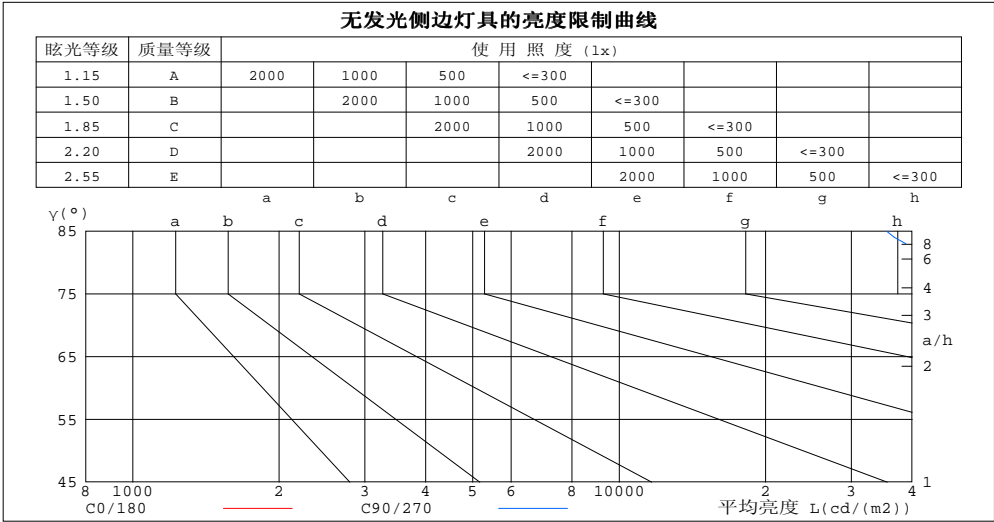 无发光侧边灯具的亮度限制曲线
眩光等级 质量等级 使 用 照 度 (lx)
1.15 A 2000 1000 500 <=300
1.50 B 2000 1000 500 <=300
1.85 C 2000 1000 500 <=300
2.20 D 2000 1000 500 <=300
2.55 E 2000 1000 500 <=300
a b c d e f g h
γ(°)
a b c d e f g h
85
8
6
75
4
3
a/h
65
2
55
45 1
8 1000 2 3 4 5 6 8 10000 2 3 4
C0/180 C90/270 平均亮度 L(cd/(m2))